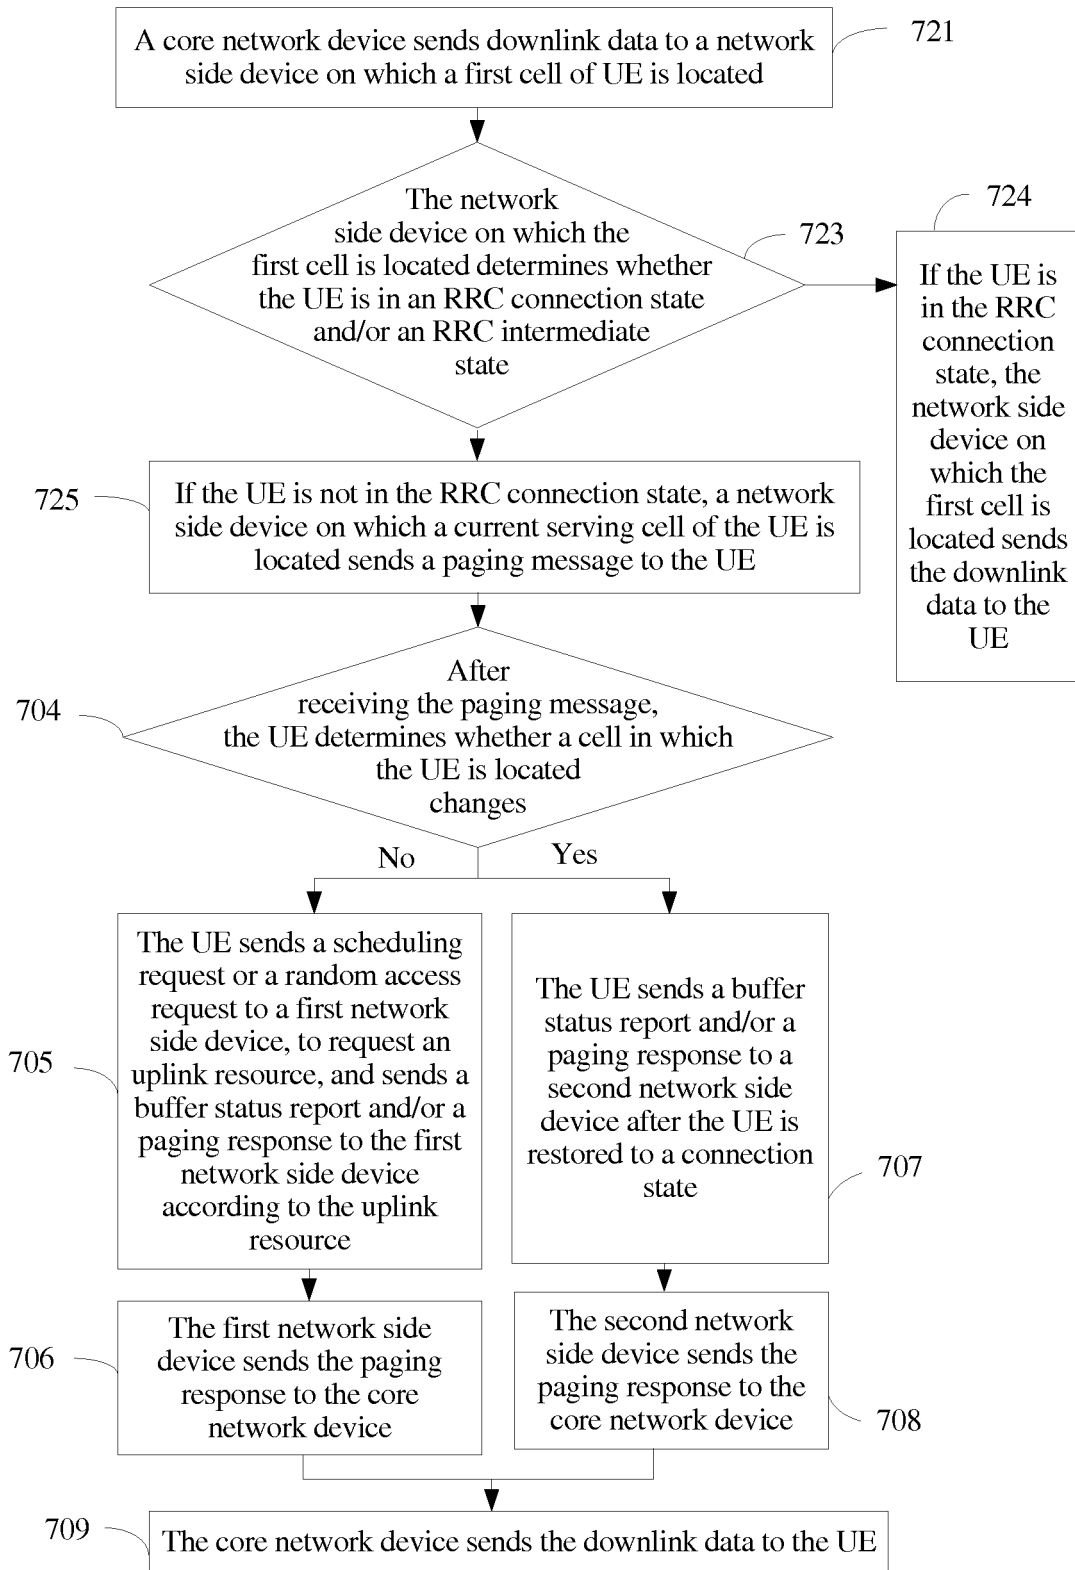 A core network device sends downlink data to a network
side device on which a first cell of UE is located
721
The network
side device on which the
first cell is located determines whether
the UE is in an RRC connection state
and/or an RRC intermediate
state
723
724
If the UE is
in the RRC
connection
state, the
network side
device on
which the
first cell is
located sends
the downlink
data to the
UE
725
If the UE is not in the RRC connection state, a network
side device on which a current serving cell of the UE is
located sends a paging message to the UE
704
After
receiving the paging message,
the UE determines whether a cell in which
the UE is located
changes
No
Yes
705
The UE sends a scheduling
request or a random access
request to a first network
side device, to request an
uplink resource, and sends a
buffer status report and/or a
paging response to the first
network side device
according to the uplink
resource
The UE sends a buffer
status report and/or a
paging response to a
second network side
device after the UE is
restored to a connection
state
707
706
The first network side
device sends the paging
response to the core
network device
The second network
side device sends the
paging response to the
core network device
708
709
The core network device sends the downlink data to the UE